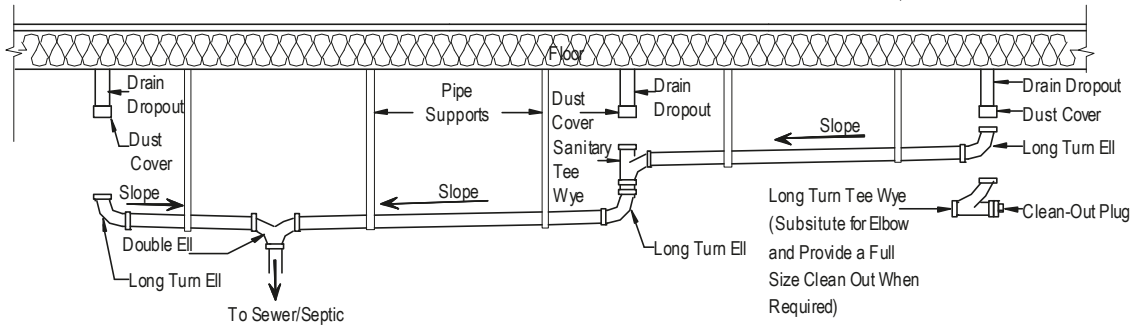 Floor
Drain
Dropout
Dust
Cover
Pipe
Supports
Dust
Cover
Sanitary
Tee
Wye
Drain
Dropout
Slope
Drain Dropout
Dust Cover
Long Turn Ell
Slope
Slope
Double Ell
Long Turn Ell
To Sewer/Septic
Long Turn Ell
Long Turn Tee Wye
(Subsitute for Elbow
and Provide a Full
Size Clean Out When
Required)
Clean-Out Plug